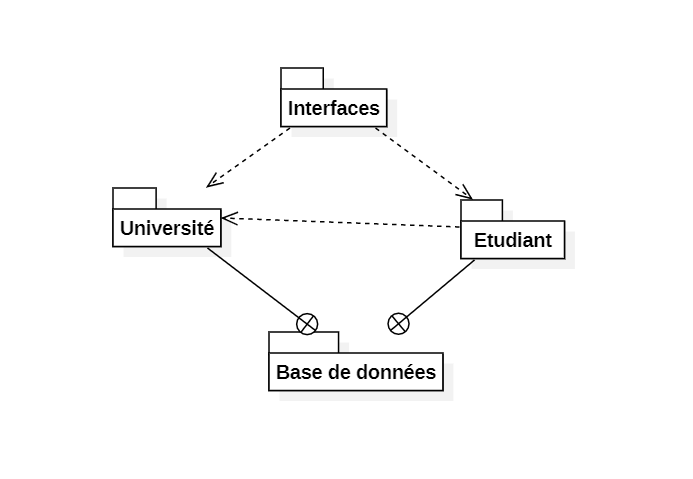 Interfaces
Université
Etudiant
Base de données